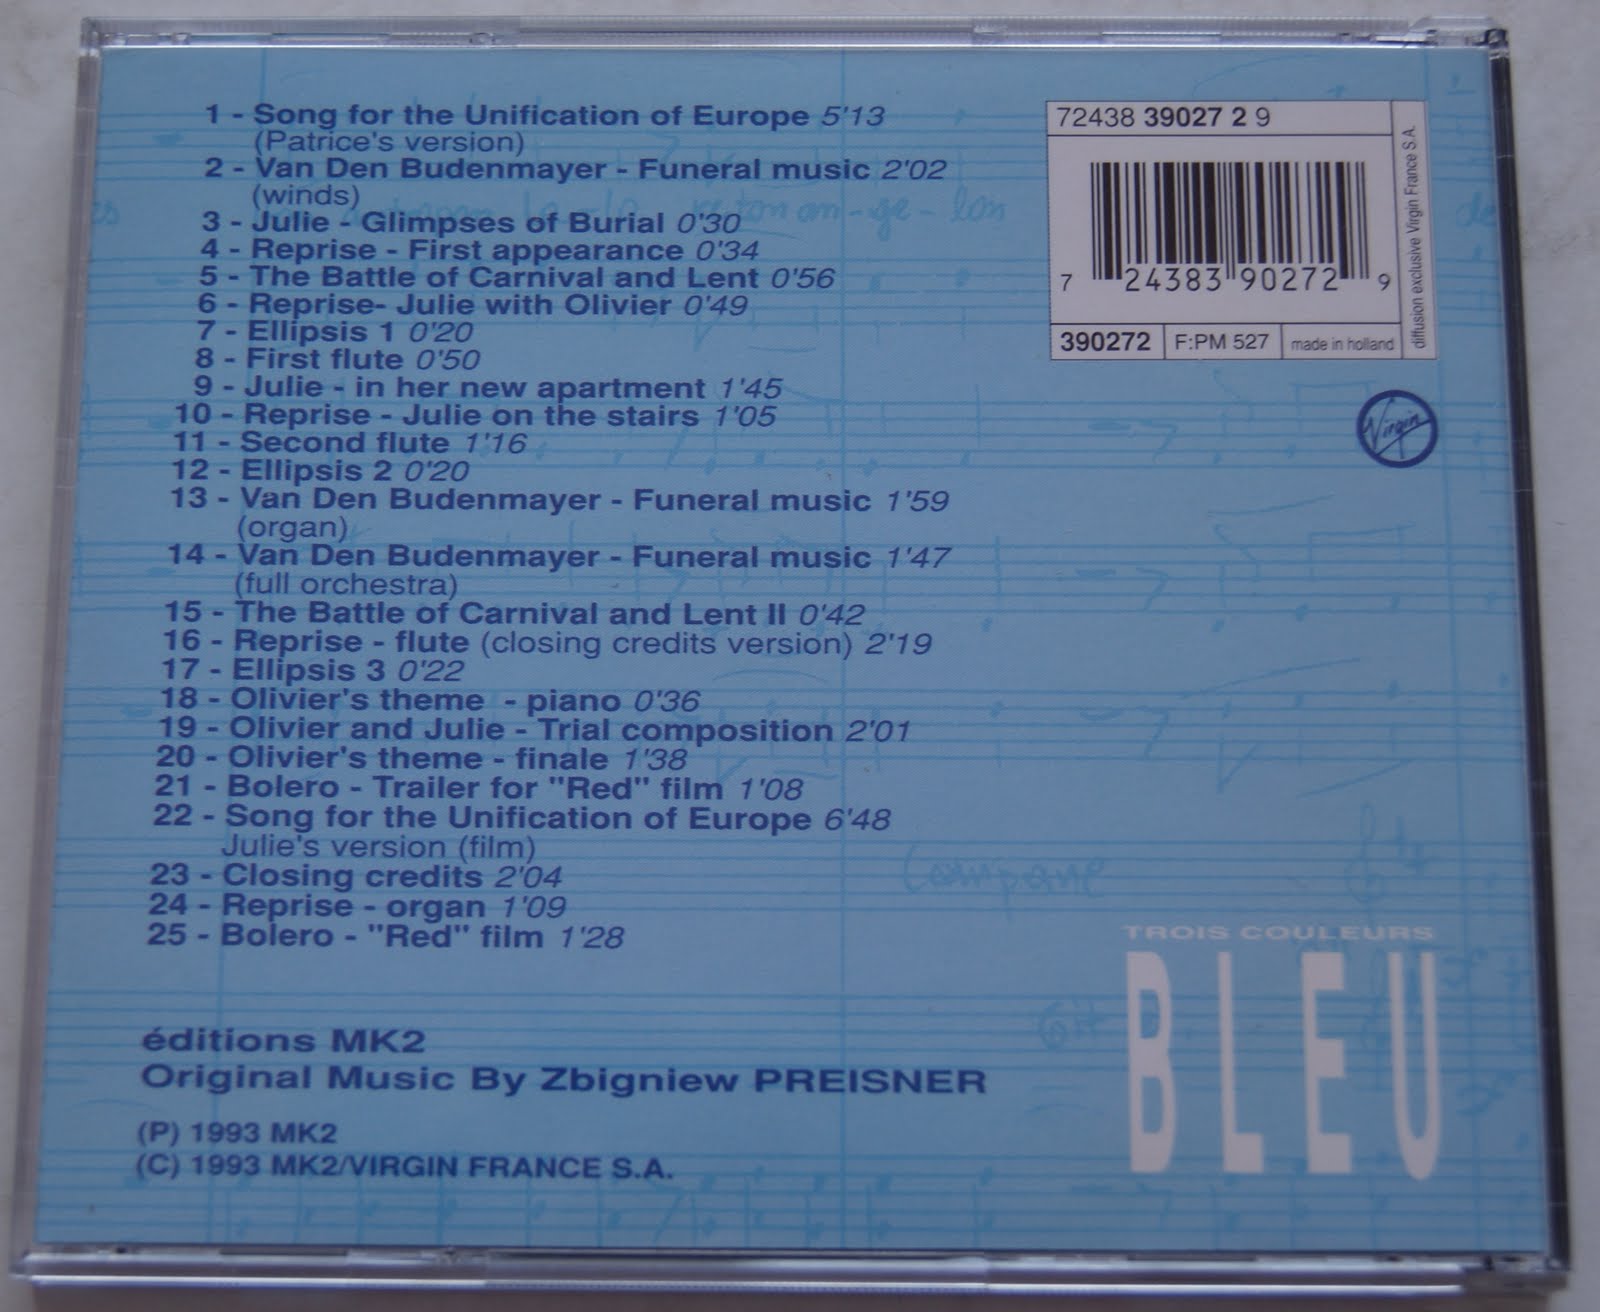 1 - Song for the Unification of Europe 5'13
(Patrice's version)
2 - Van Den Budenmayer - Funeral music 2'02
(winds)
3 - Julie - Glimpses of Burial 0'30
4 - Reprise - First appearance 0'34
5 - The Battle of Carnival and Lent 0'56
6 - Reprise- Julie with Olivier 0'49
7 - Ellipsis 1 0'20
8 - First flute 0'50
9 - Julie - in her new apartment 1'45
10 - Reprise - Julie on the stairs 1'05
11 - Second flute 1'16
12 - Ellipsis 2 0'20
13 - Van Den Budenmayer - Funeral music 1'59
(organ)
14 - Van Den Budenmayer - Funeral music 1'47
(full orchestra)
15 - The Battle of Carnival and Lent II 0'42
16 - Reprise - flute (closing credits version) 2'19
17 - Ellipsis 3 0'22
18 - Olivier's theme - piano 0'36
19 - Olivier and Julie - Trial composition 2'01
20 - Olivier's theme - finale 1'38
21 - Bolero - Trailer for "Red" film 1'08
22 - Song for the Unification of Europe 6'48
Julie's version (film)
23 - Closing credits 2'04
24 - Reprise - organ 1'09
25 - Bolero - "Red" film 1'28
éditions MK2
Original Music By Zbigniew PREISNER
(P) 1993 MK2
(C) 1993 MK2/VIRGIN FRANCE S.A.
72438 39027 2 9
7 24383 90272 9
390272 F:PM 527 made in holland
diffusion exclusive Virgin France S.A.
Virgin
TROIS COULEURS
BLEU